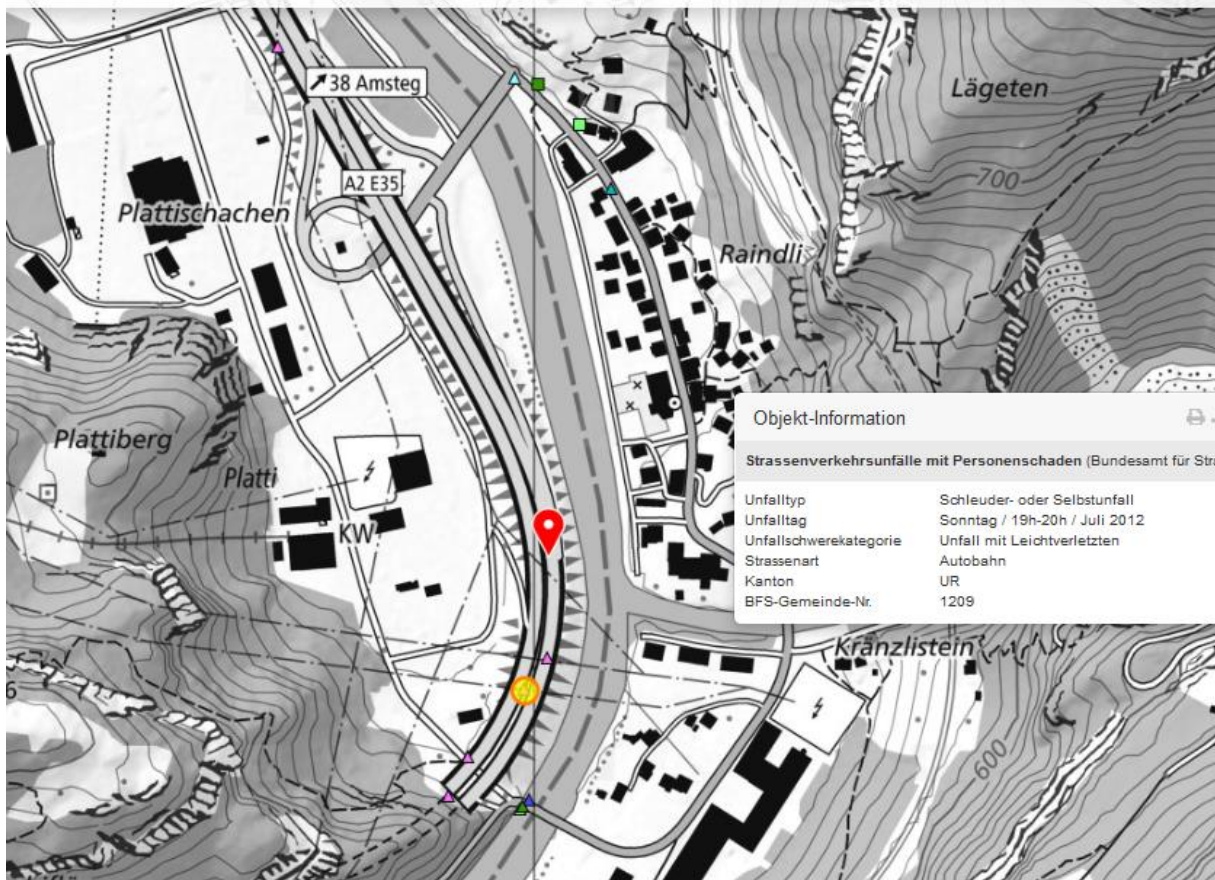 38 Amsteg
Lägeten
700
A2 E35
Plattischachen
Raindli
Objekt-Information
Strassenverkehrsunfälle mit Personenschaden (Bundesamt für Stra
Plattiberg
Platti
Unfalltyp Schleuder- oder Selbstunfall
Unfalltag Sonntag / 19h-20h / Juli 2012
KW
Unfallschwerekategorie Unfall mit Leichtverletzten
Strassenart Autobahn
Kanton UR
BFS-Gemeinde-Nr. 1209
Kränzlistein
6
600